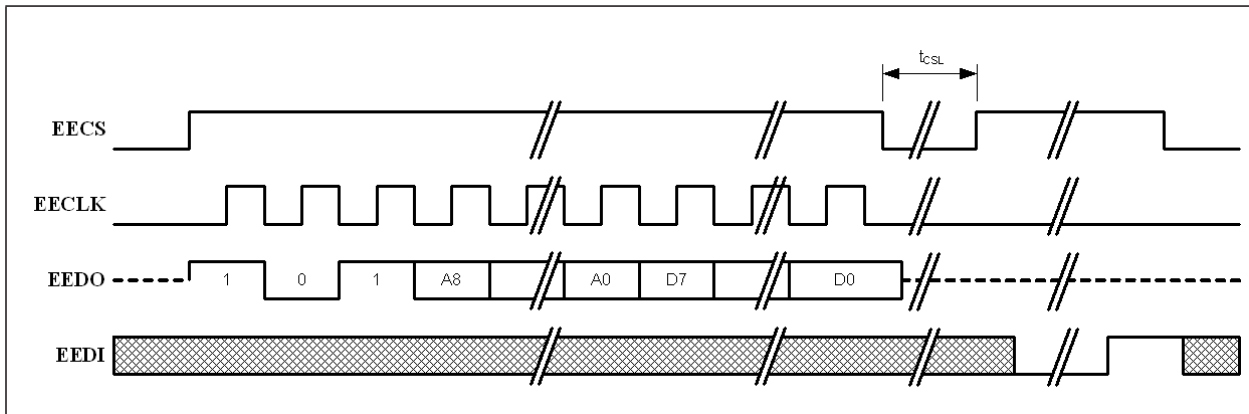 tCSL
EECS
EECLK
EEDO 1 0 1 A8 A0 D7 D0
EEDI